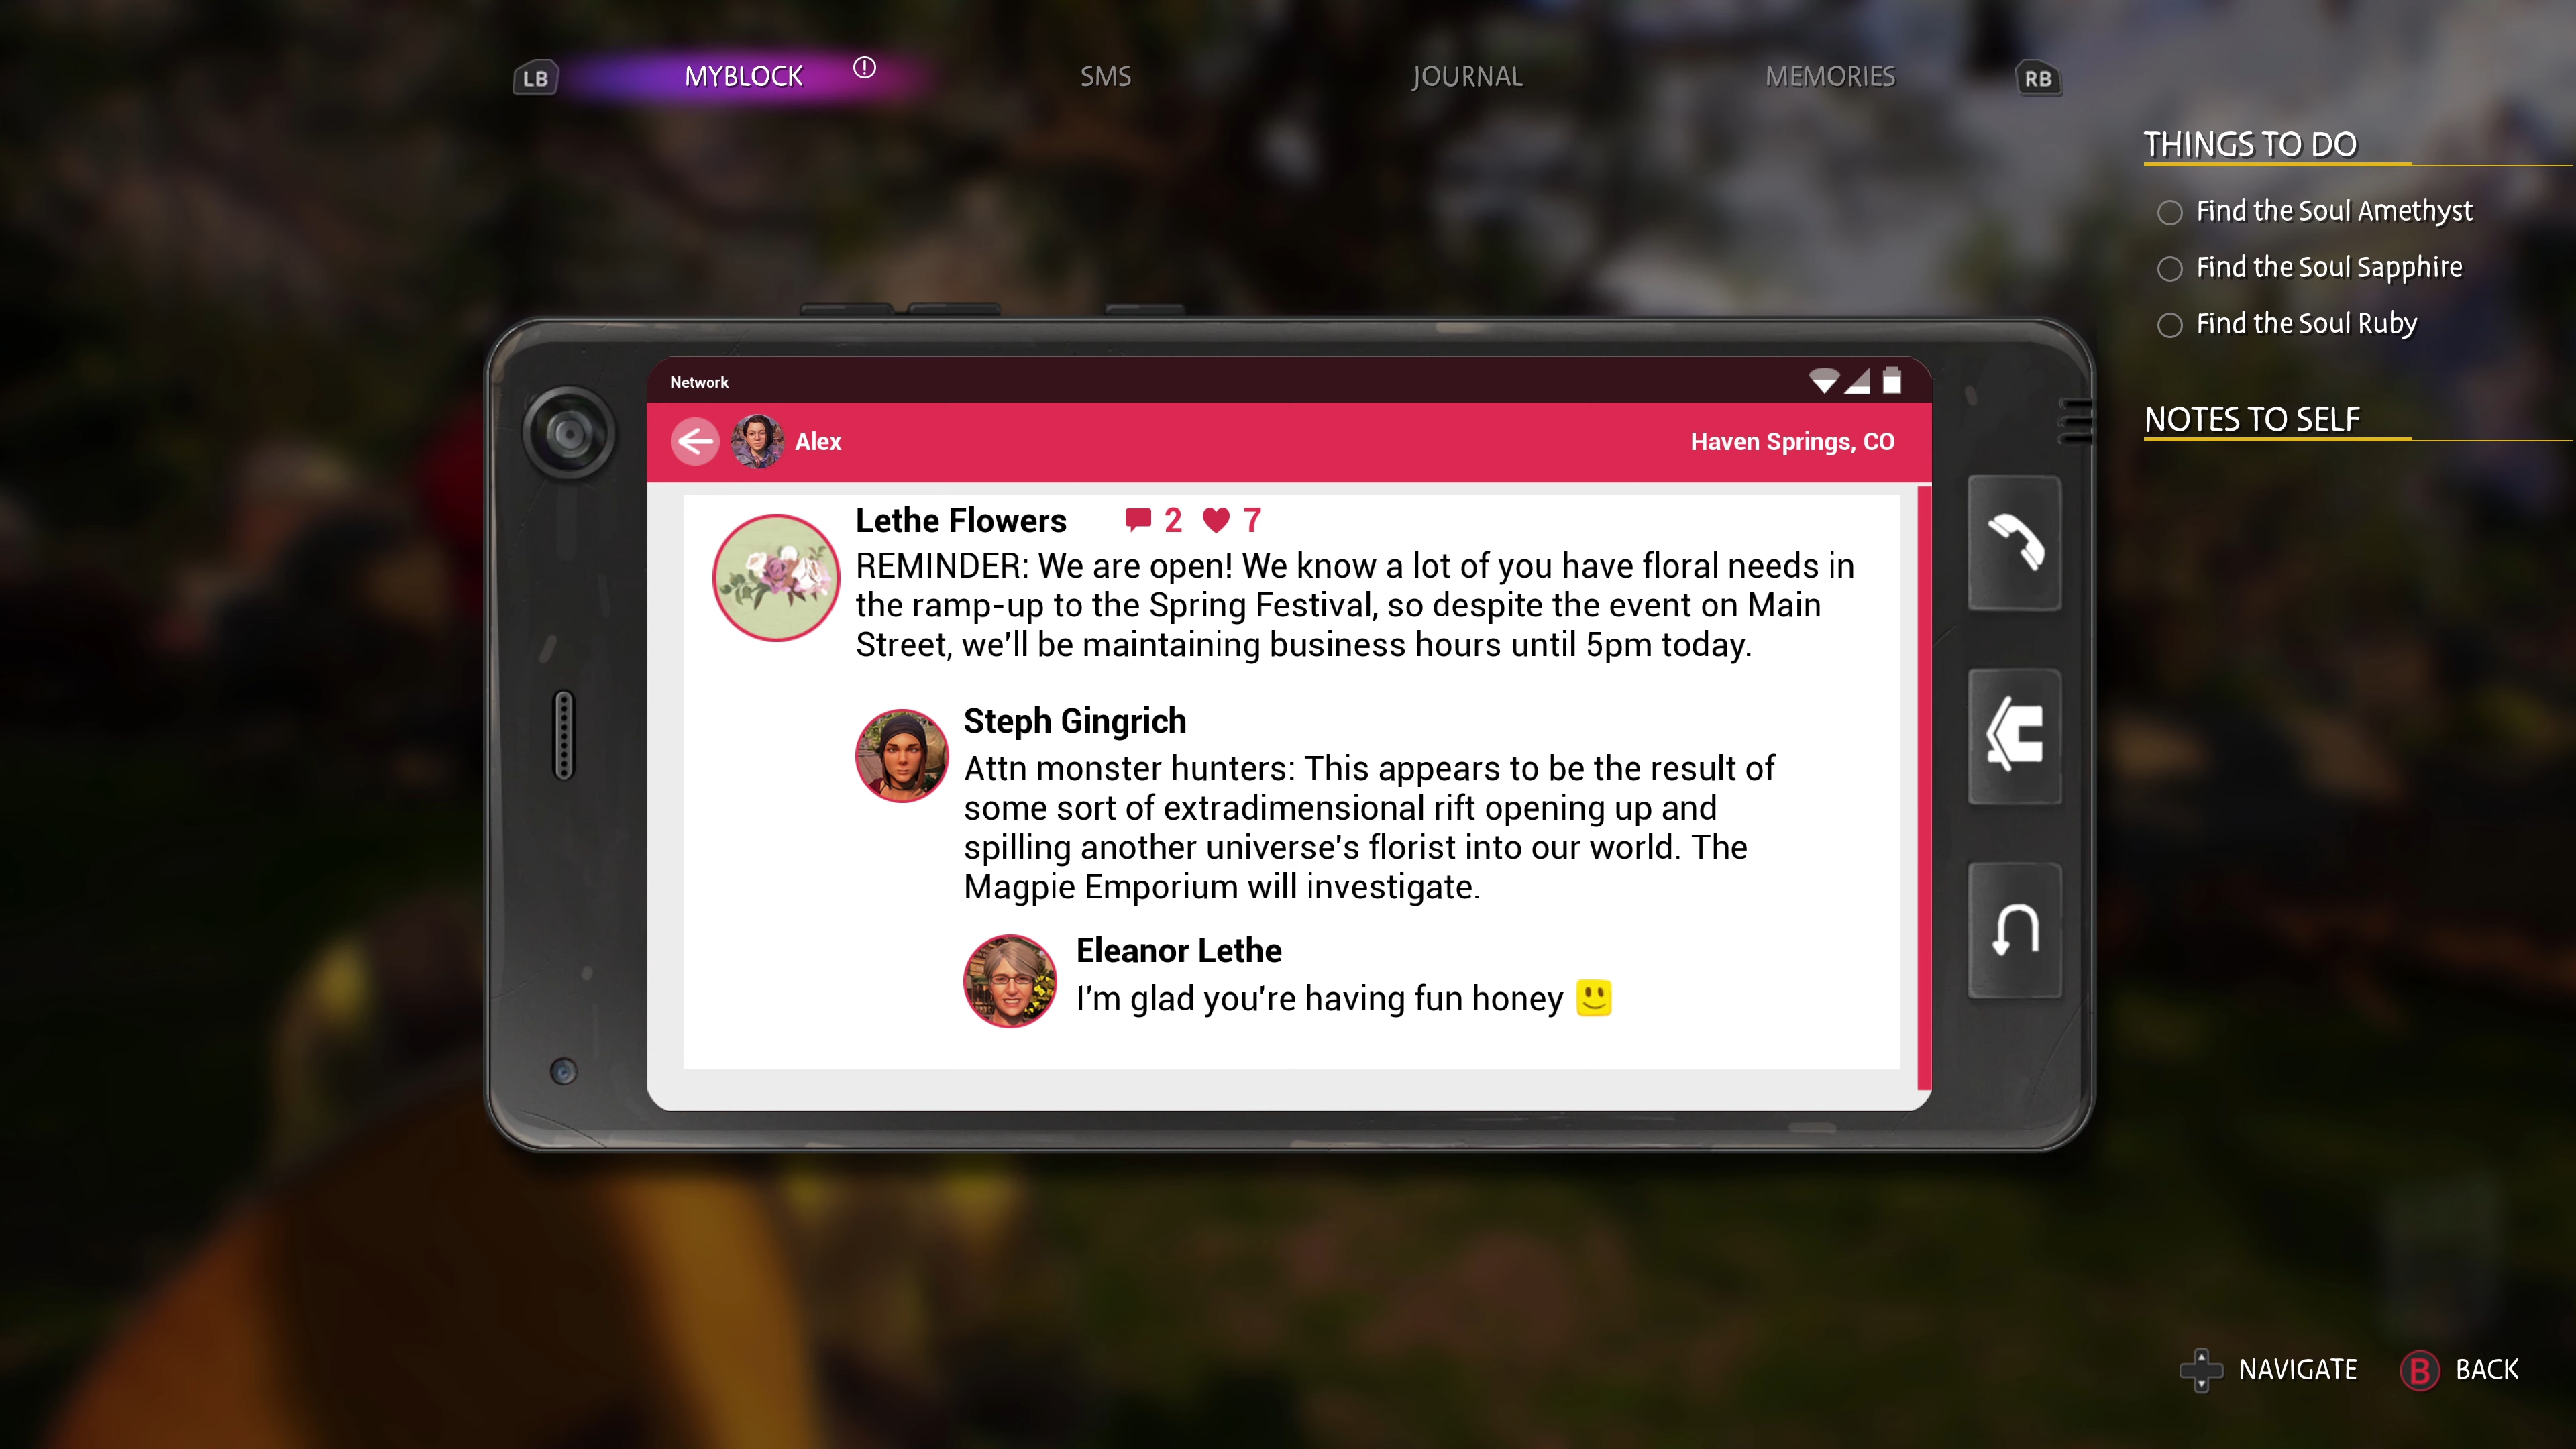 LB
MYBLOCK
SMS
JOURNAL
MEMORIES
RB
THINGS TO DO
Find the Soul Amethyst
Find the Soul Sapphire
Find the Soul Ruby
NOTES TO SELF
Network
Alex
Haven Springs, CO
Lethe Flowers 2 7
REMINDER: We are open! We know a lot of you have floral needs in
the ramp-up to the Spring Festival, so despite the event on Main
Street, we'll be maintaining business hours until 5pm today.
Steph Gingrich
Attn monster hunters: This appears to be the result of
some sort of extradimensional rift opening up and
spilling another universe's florist into our world. The
Magpie Emporium will investigate.
Eleanor Lethe
I'm glad you're having fun honey
NAVIGATE
B BACK